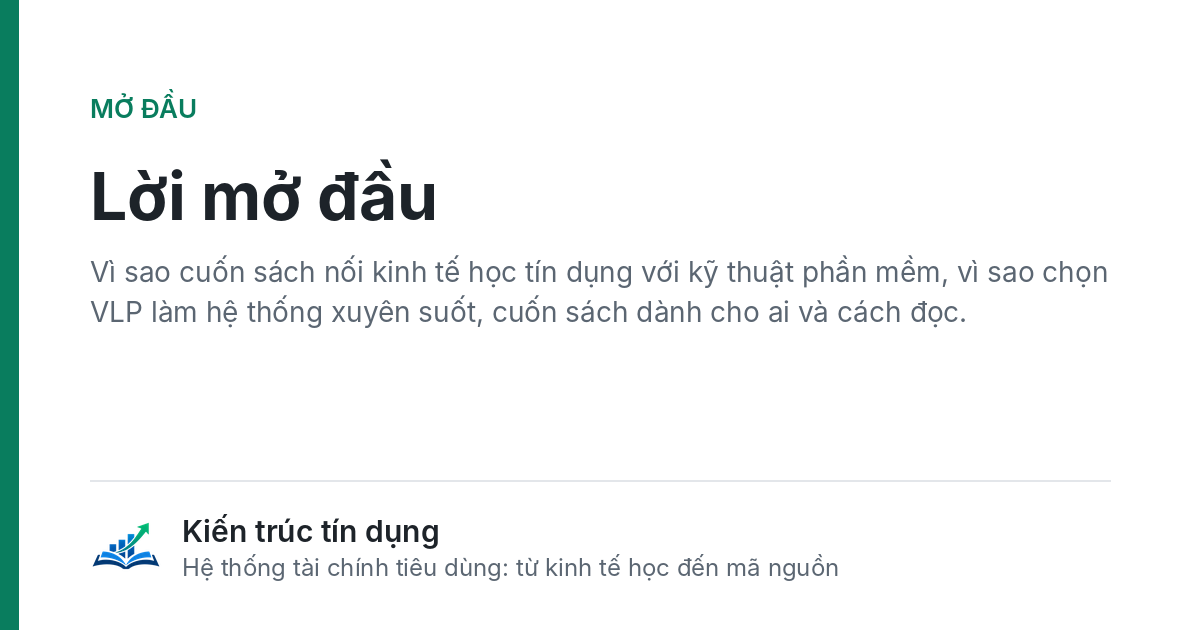 MỞ ĐẦU
Lời mở đầu
Vì sao cuốn sách nối kinh tế học tín dụng với kỹ thuật phần mềm, vì sao chọn
VLP làm hệ thống xuyên suốt, cuốn sách dành cho ai và cách đọc.
Kiến trúc tín dụng
Hệ thống tài chính tiêu dùng: từ kinh tế học đến mã nguồn